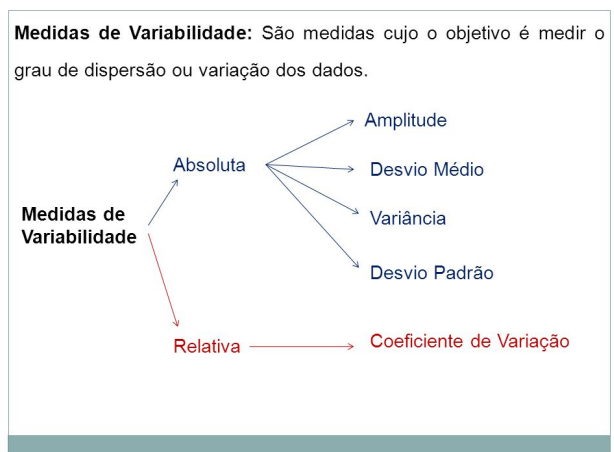 Medidas de Variabilidade: São medidas cujo o objetivo é medir o
grau de dispersão ou variação dos dados.
Amplitude
Absoluta
Desvio Médio
Medidas de
Variabilidade
Variância
Desvio Padrão
Relativa
Coeficiente de Variação